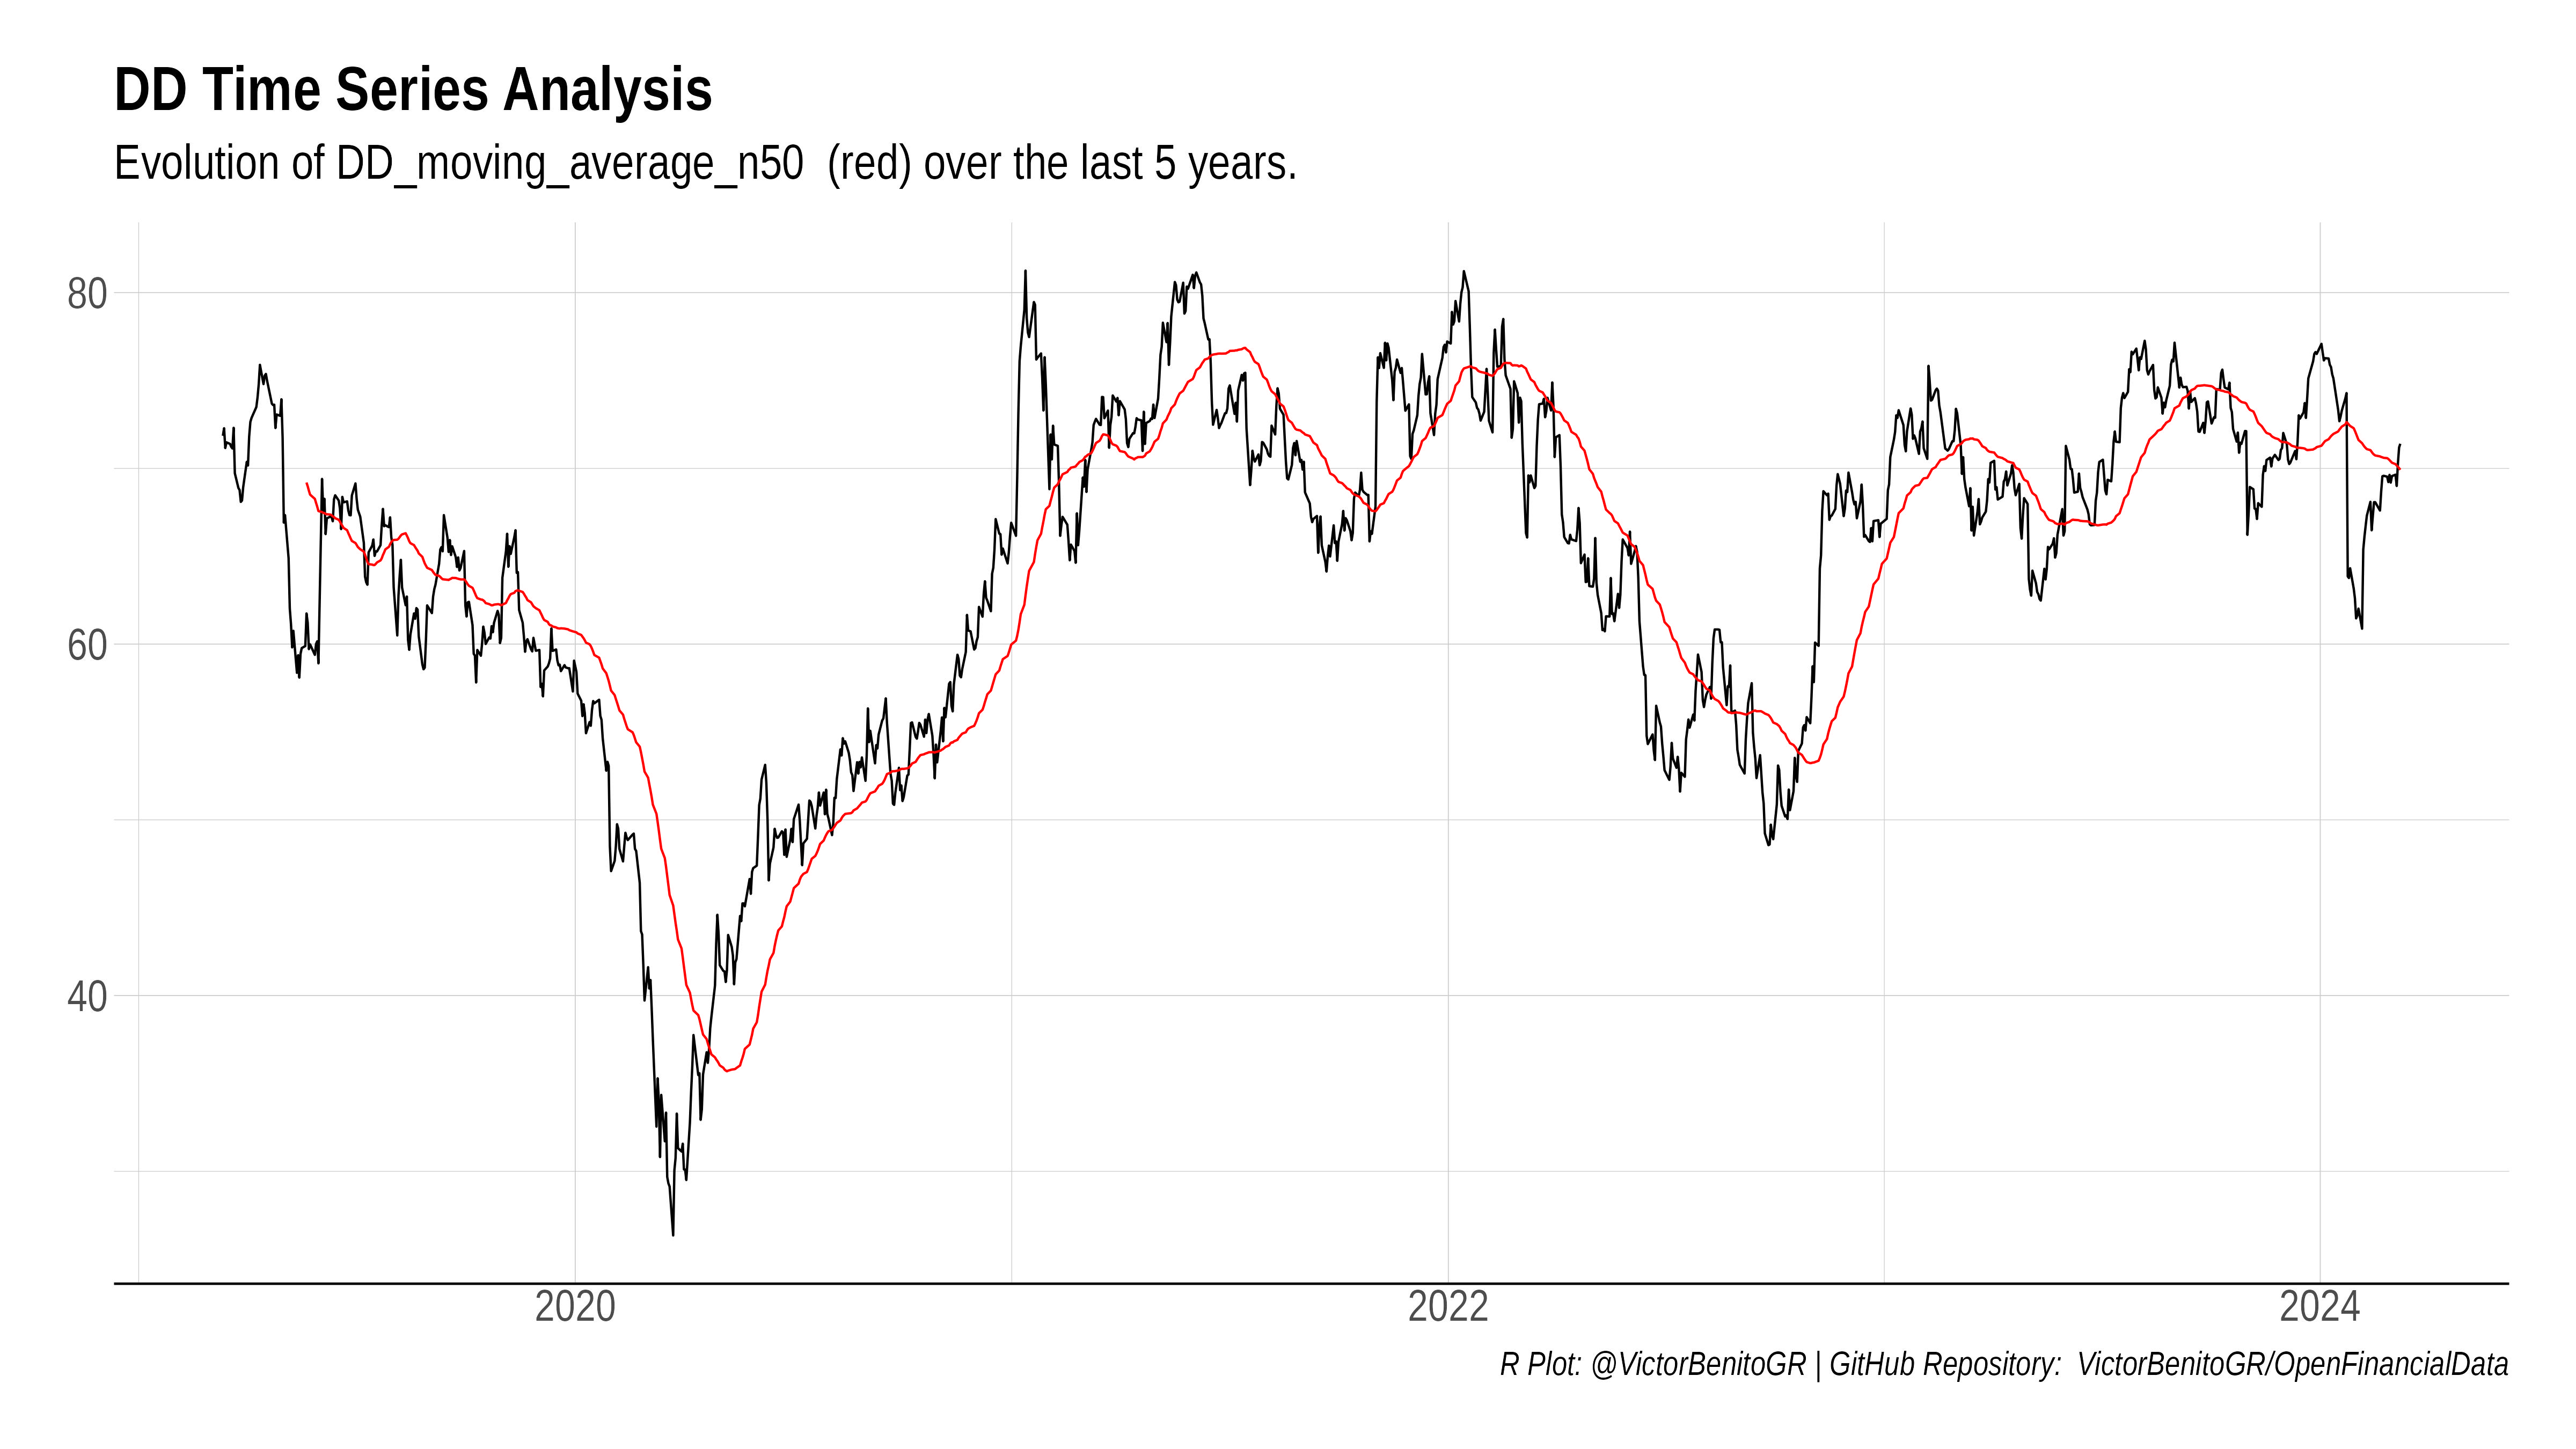 DD Time Series Analysis
Evolution of DD_moving_average_n50  (red) over the last 5 years.
80
60
40
2020 2022 2024
R Plot: @VictorBenitoGR | GitHub Repository:  VictorBenitoGR/OpenFinancialData